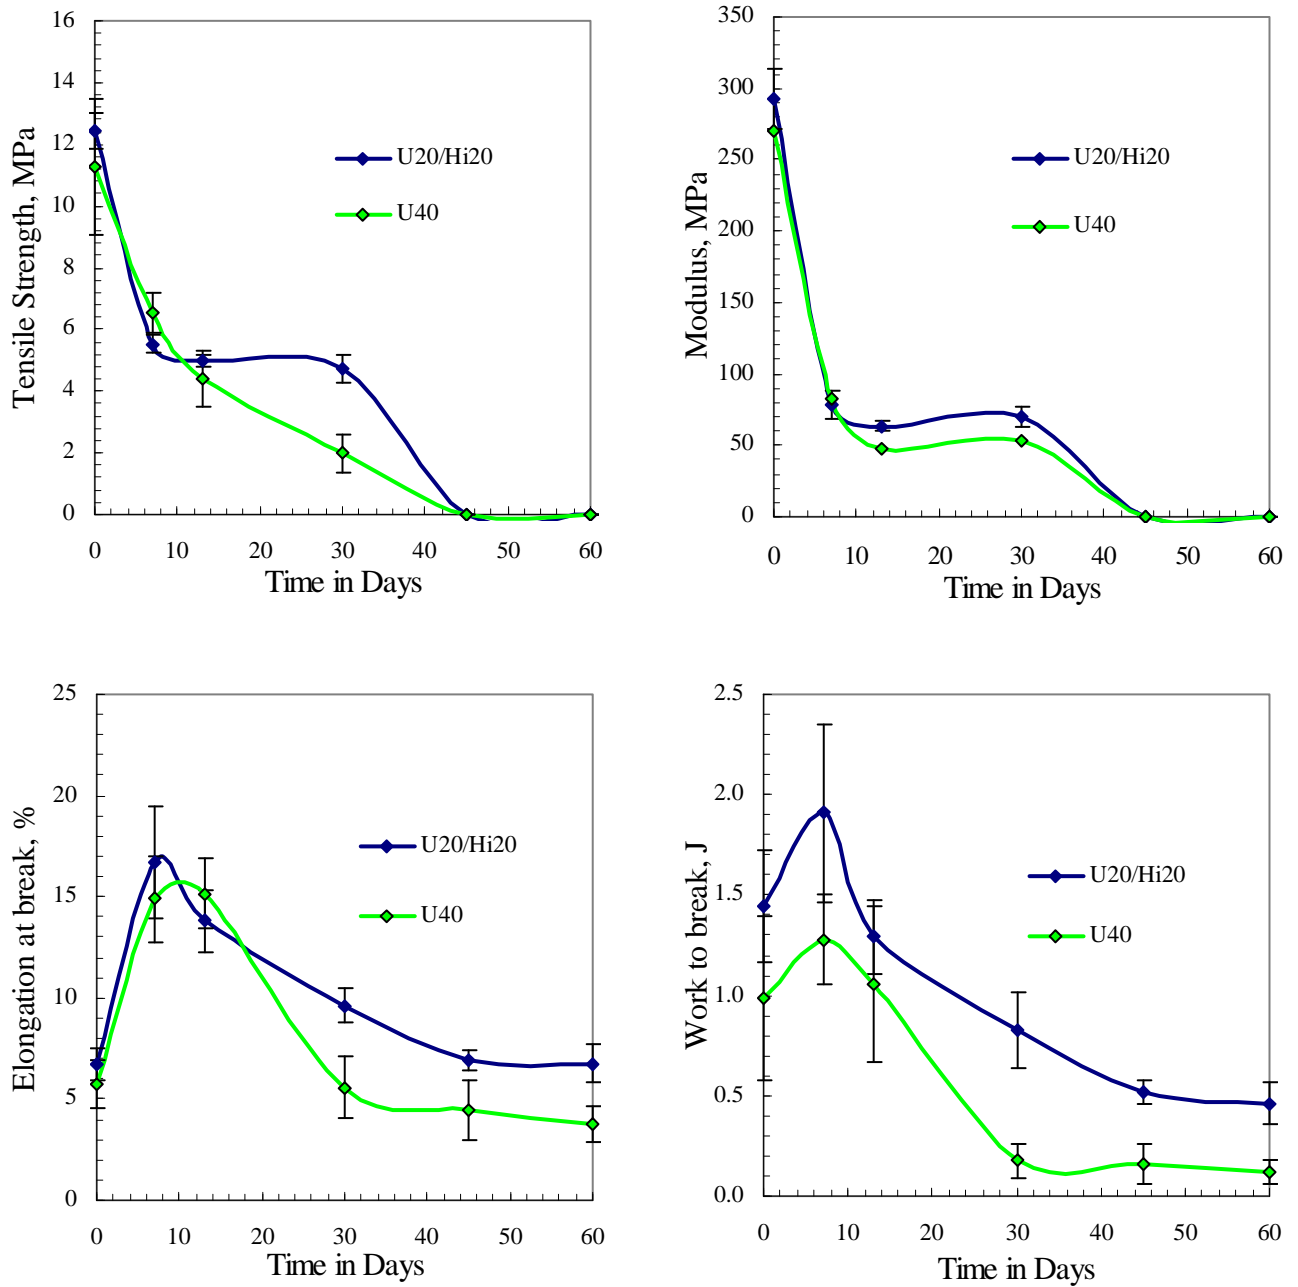 16
14
12
10
8
6
4
2
0
Tensile Strength, MPa
U20/Hi20
U40
0 10 20 30 40 50 60
Time in Days
350
300
250
200
150
100
50
0
Modulus, MPa
U20/Hi20
U40
0 10 20 30 40 50 60
Time in Days
25
20
15
10
5
0
Elongation at break, %
U20/Hi20
U40
0 10 20 30 40 50 60
Time in Days
2.5
2.0
1.5
1.0
0.5
0.0
Work to break, J
U20/Hi20
U40
0 10 20 30 40 50 60
Time in Days